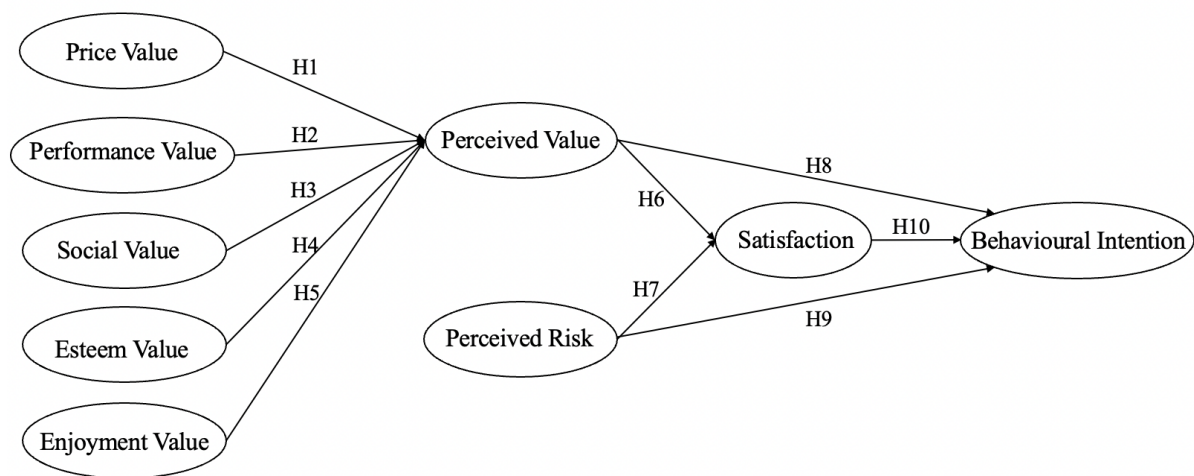 Price Value
H1
Performance Value
H2
Perceived Value
H8
H3
H6
Social Value
H4
Satisfaction
H10
Behavioural Intention
H5
H7
Esteem Value
Perceived Risk
H9
Enjoyment Value